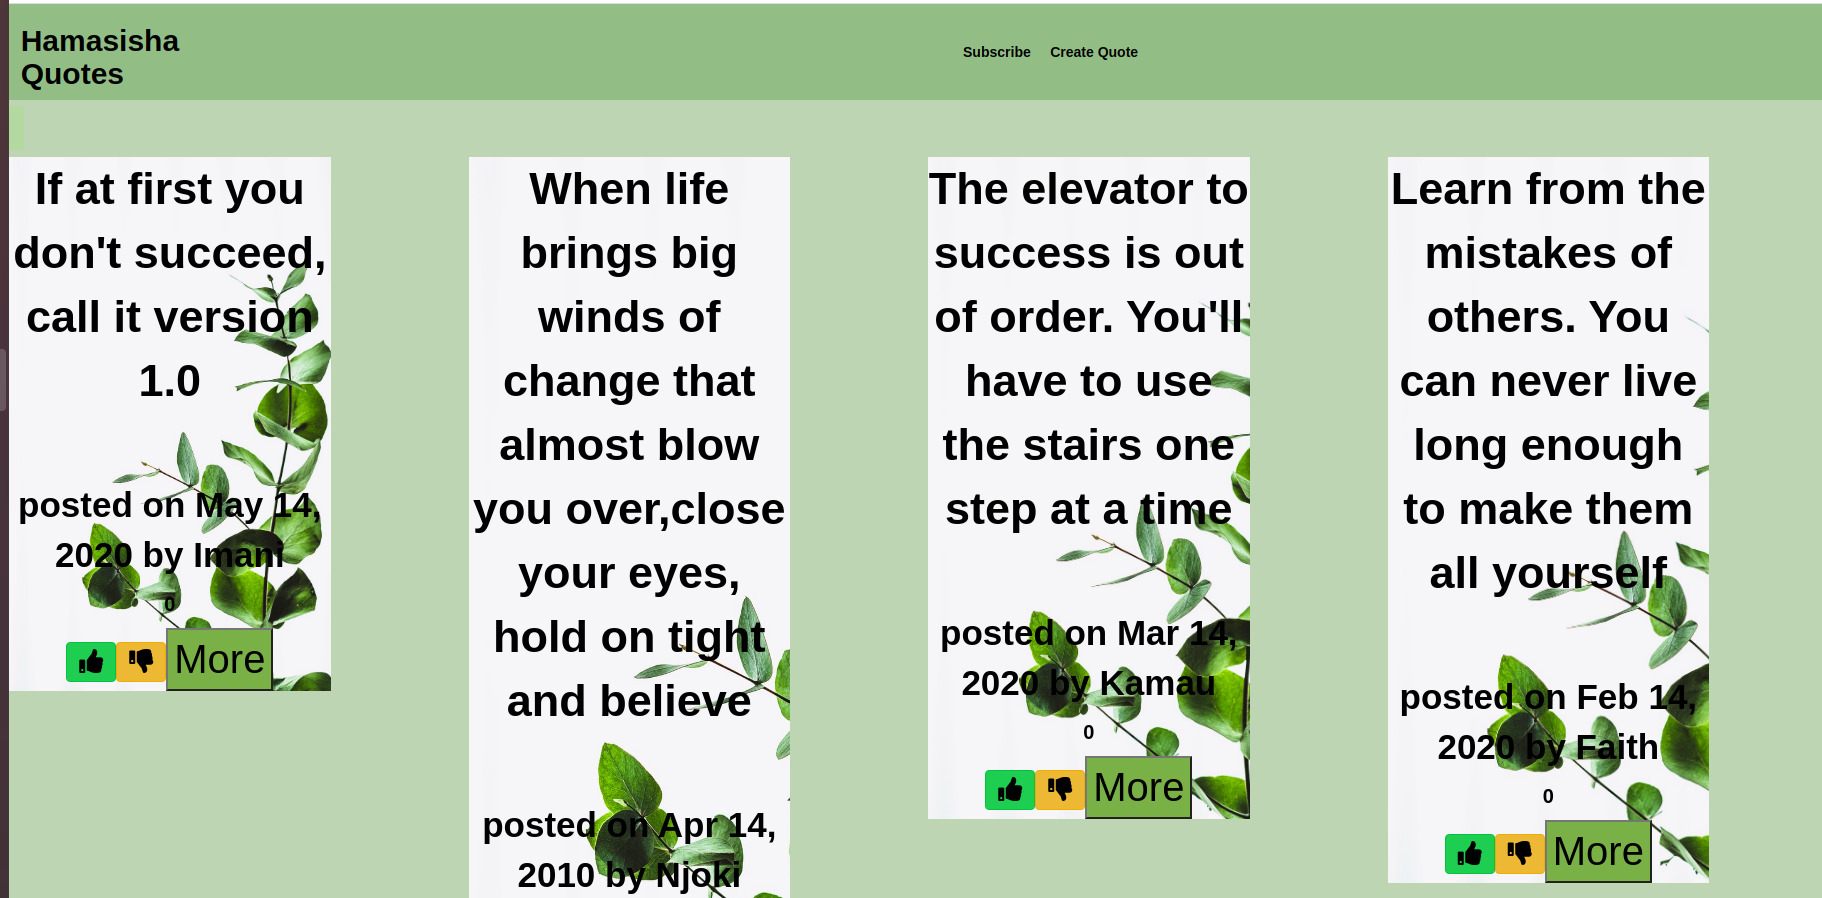 Hamasisha
Quotes
Subscribe
Create Quote
If at first you
don't succeed,
call it version
1.0
posted on May 14,
2020 by Imani
0
More
When life
brings big
winds of
change that
almost blow
you over,close
your eyes,
hold on tight
and believe
posted on Apr 14,
2010 by Njoki
The elevator to
success is out
of order. You'll
have to use
the stairs one
step at a time
posted on Mar 14,
2020 by Kamau
0
More
Learn from the
mistakes of
others. You
can never live
long enough
to make them
all yourself
posted on Feb 14,
2020 by Faith
0
More